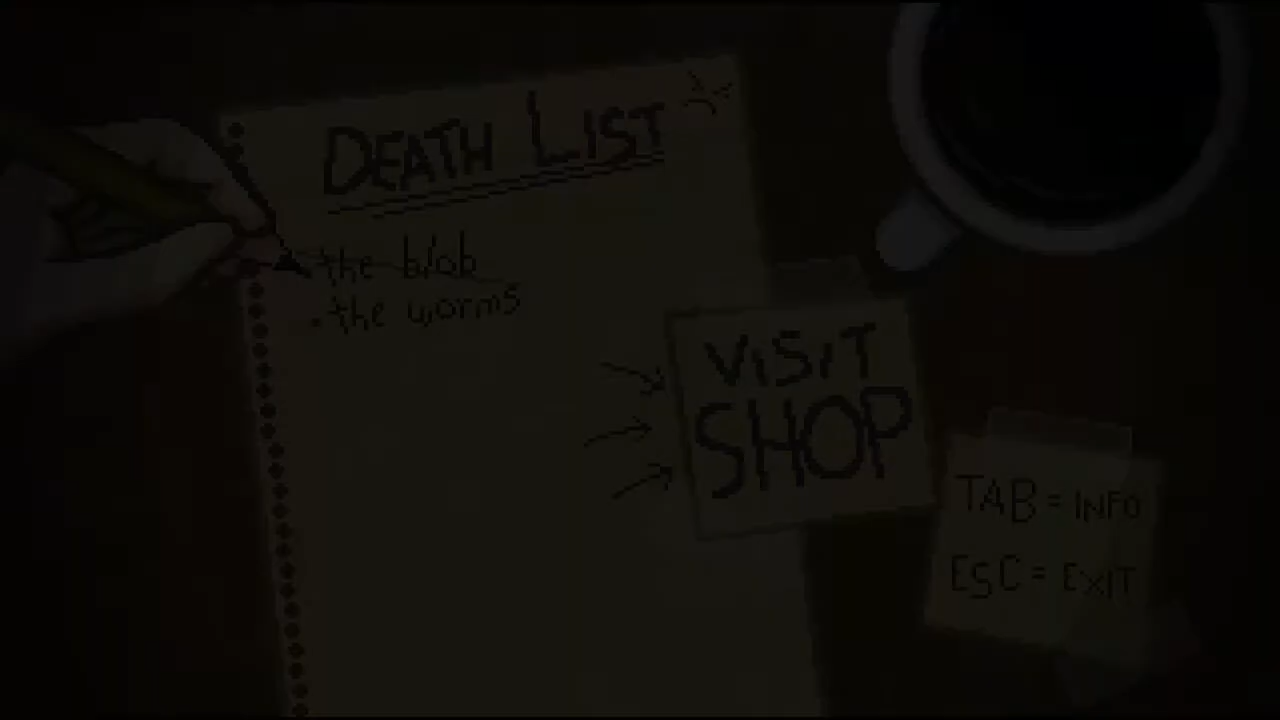 DEATH LIST
- the blob
- the worms
VISIT
SHOP
TAB = INFO
ESC = EXIT